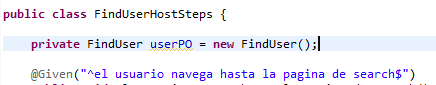 public class FindUserHostSteps {
private FindUser userPO = new FindUser();
@Given("^el usuario navega hasta la pagina de search$")